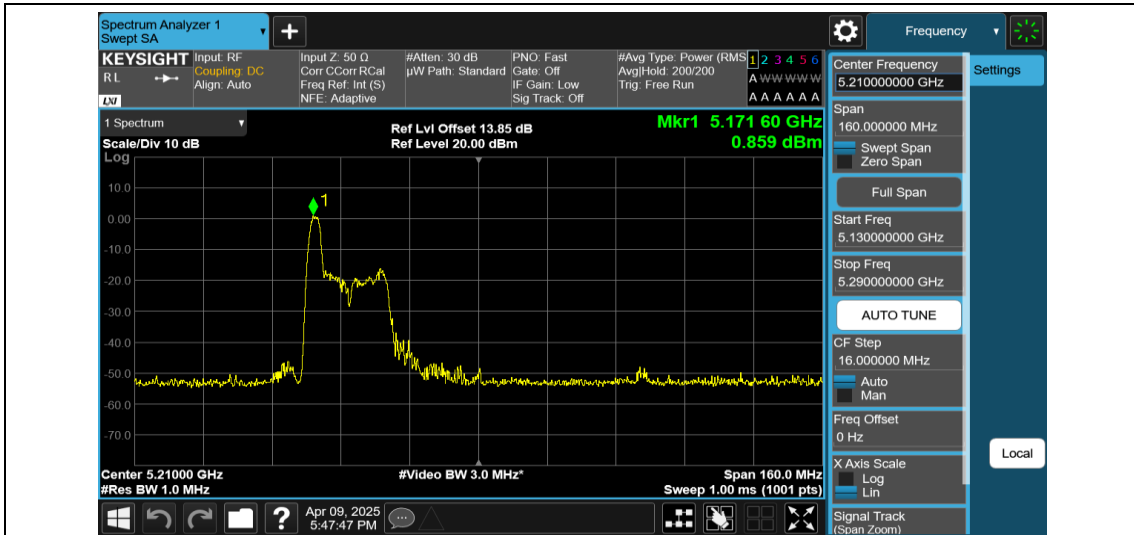 Spectrum Analyzer 1
Swept SA
+
Frequency
KEYSIGHT
R L
LXI
Input: RF
Coupling: DC
Align: Auto
Input Z: 50 Ω
Corr CCorr RCal
Freq Ref: Int (S)
NFE: Adaptive
#Atten: 30 dB
µW Path: Standard
PNO: Fast
Gate: Off
IF Gain: Low
Sig Track: Off
#Avg Type: Power (RMS
Avg|Hold: 200/200
Trig: Free Run
1 2 3 4 5 6
A W W W W W
A A A A A A
1 Spectrum
Scale/Div 10 dB
Log
Ref Lvl Offset 13.85 dB
Ref Level 20.00 dBm
Mkr1 5.171 60 GHz
0.859 dBm
1
10.0
0.00
-10.0
-20.0
-30.0
-40.0
-50.0
-60.0
-70.0
Center 5.21000 GHz
#Res BW 1.0 MHz
#Video BW 3.0 MHz*
Span 160.0 MHz
Sweep 1.00 ms (1001 pts)
Center Frequency
5.210000000 GHz
Settings
Span
160.000000 MHz
Swept Span
Zero Span
Full Span
Start Freq
5.130000000 GHz
Stop Freq
5.290000000 GHz
AUTO TUNE
CF Step
16.000000 MHz
Auto
Man
Freq Offset
0 Hz
X Axis Scale
Log
Lin
Signal Track
(Span Zoom)
Local
?
Apr 09, 2025
5:47:47 PM